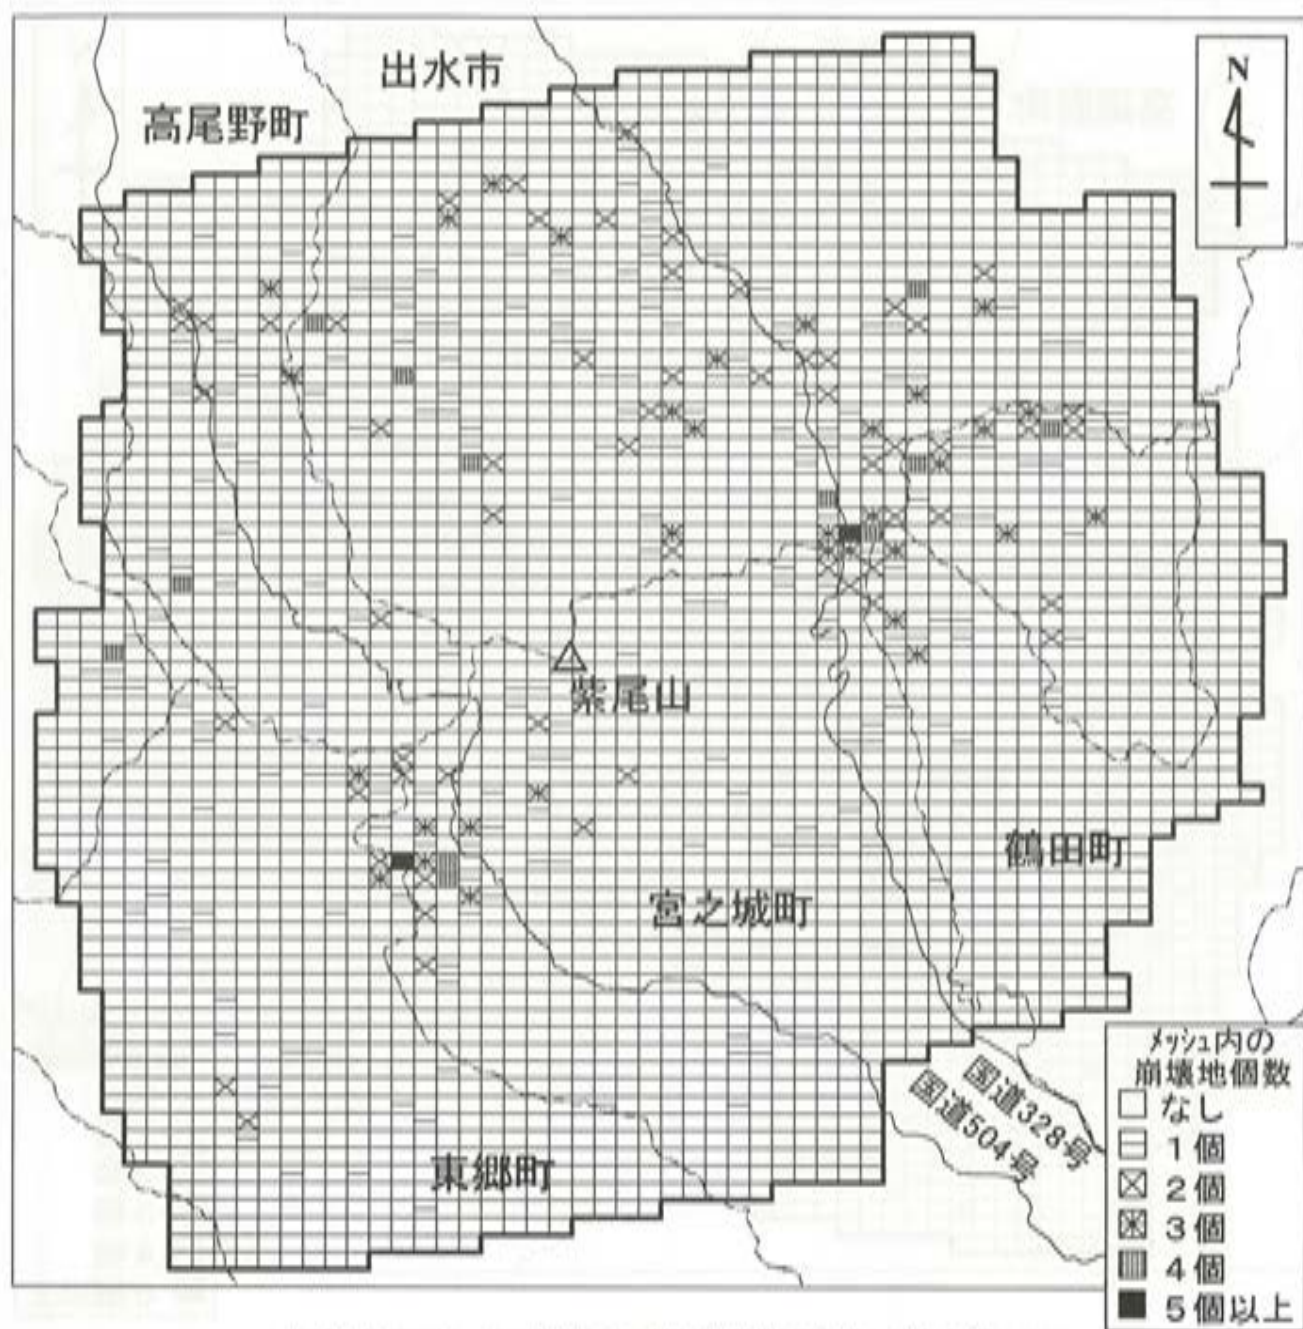 出水市
高尾野町
N
紫尾山
鶴田町
宮之城町
東郷町
国道328号
国道504号
メッシュ内の
崩壊地個数
なし
1個
2個
3個
4個
5個以上